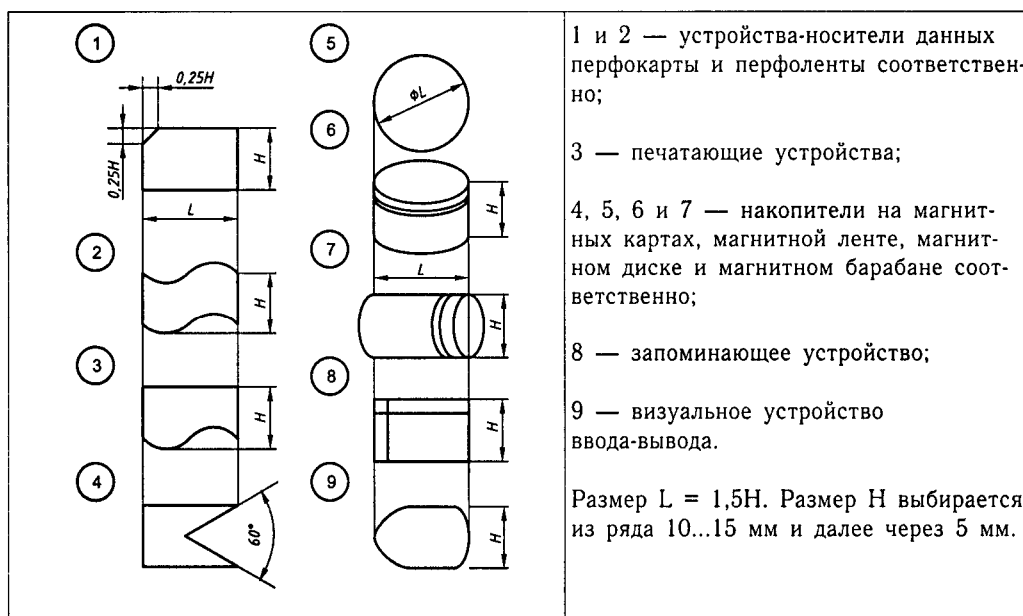 1
0,25H
0,25H
H
L
2
H
3
H
4
60°
5
ϕL
6
H
7
L
H
8
H
9
H
1 и 2 — устройства-носители данных
перфокарты и перфоленты соответствен-
но;
3 — печатающие устройства;
4, 5, 6 и 7 — накопители на магнит-
ных картах, магнитной ленте, магнит-
ном диске и магнитном барабане соот-
ветственно;
8 — запоминающее устройство;
9 — визуальное устройство
ввода-вывода.
Размер L = 1,5H. Размер H выбирается
из ряда 10...15 мм и далее через 5 мм.